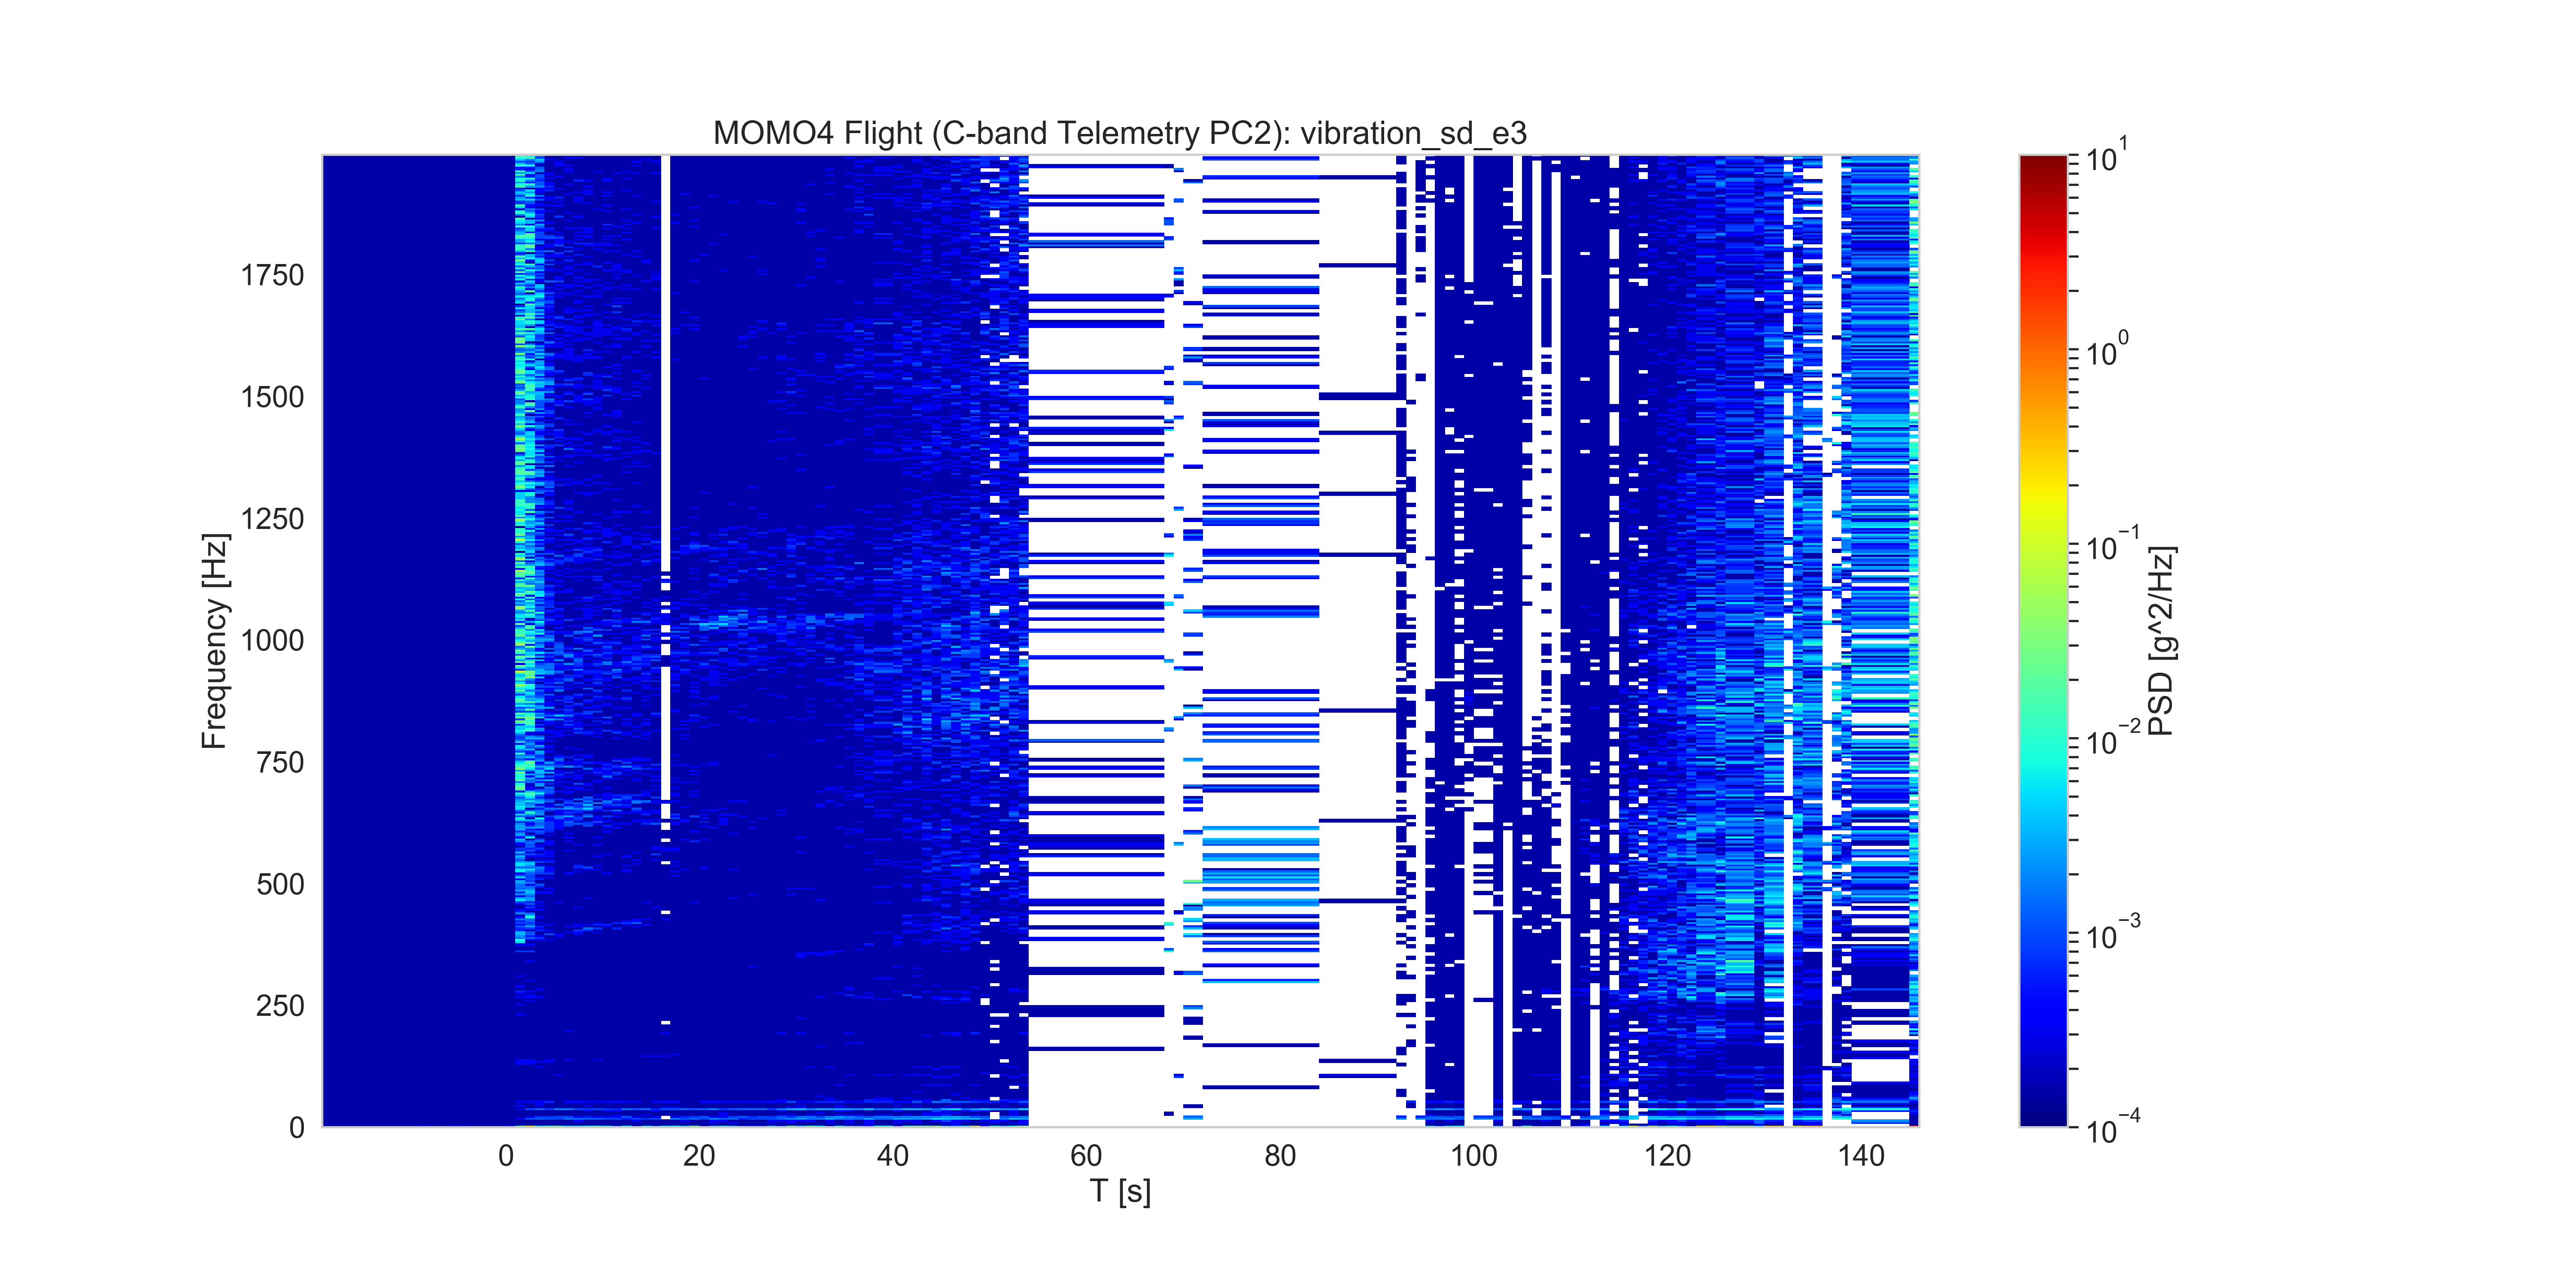 MOMO4 Flight (C-band Telemetry PC2): vibration_sd_e3
Frequency [Hz]
1750
1500
1250
1000
750
500
250
0
0 20 40 60 80 100 120 140
T [s]
10^1
10^0
10^−1
10^−2
10^−3
10^−4
PSD [g^2/Hz]